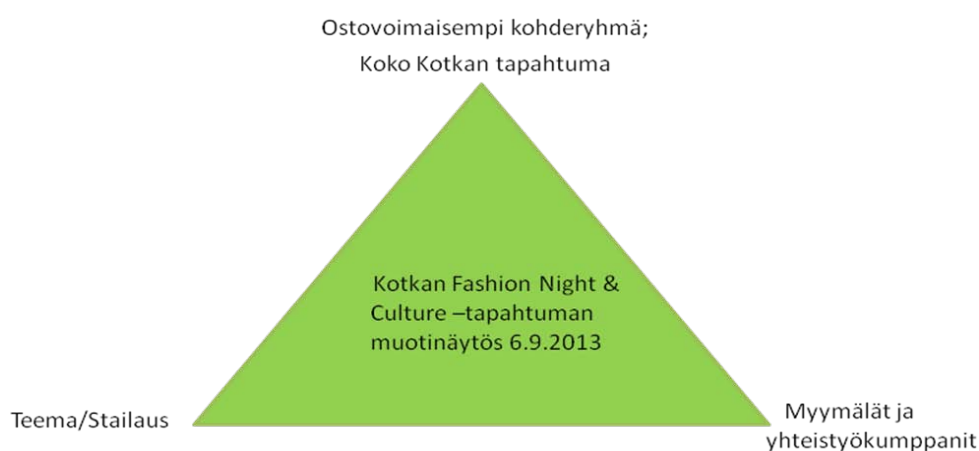 Ostovoimaisempi kohderyhmä;
Koko Kotkan tapahtuma
Kotkan Fashion Night &
Culture –tapahtuman
muotinäytös 6.9.2013
Teema/Stailaus
Myymälät ja
yhteistyökumppanit